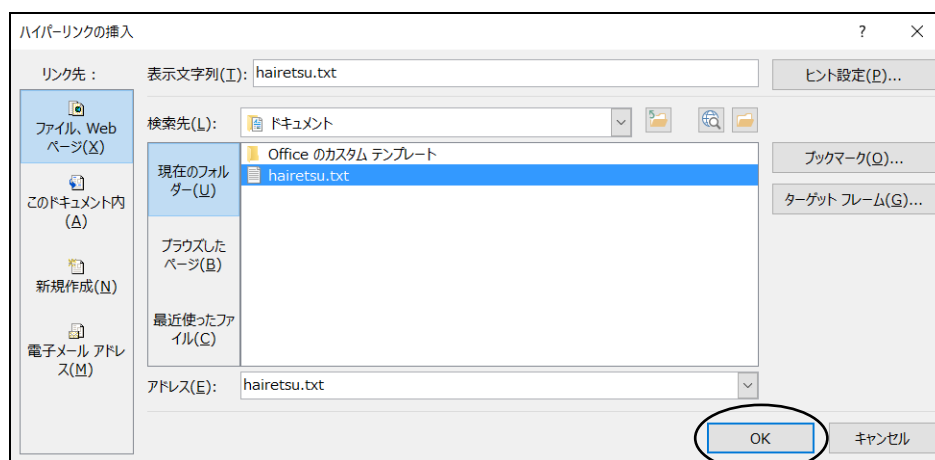 ハイパーリンクの挿入
? ×
リンク先：
表示文字列(T): hairetsu.txt
ヒント設定(P)...
ファイル、Web
ページ(X)
検索先(L): ドキュメント
現在のフォル
ダー(U)
Office のカスタム テンプレート
hairetsu.txt
ブックマーク(O)...
このドキュメント内
(A)
ターゲット フレーム(G)...
ブラウズした
ページ(B)
新規作成(N)
最近使ったファ
イル(C)
電子メール アドレ
ス(M)
アドレス(E): hairetsu.txt
OK
キャンセル